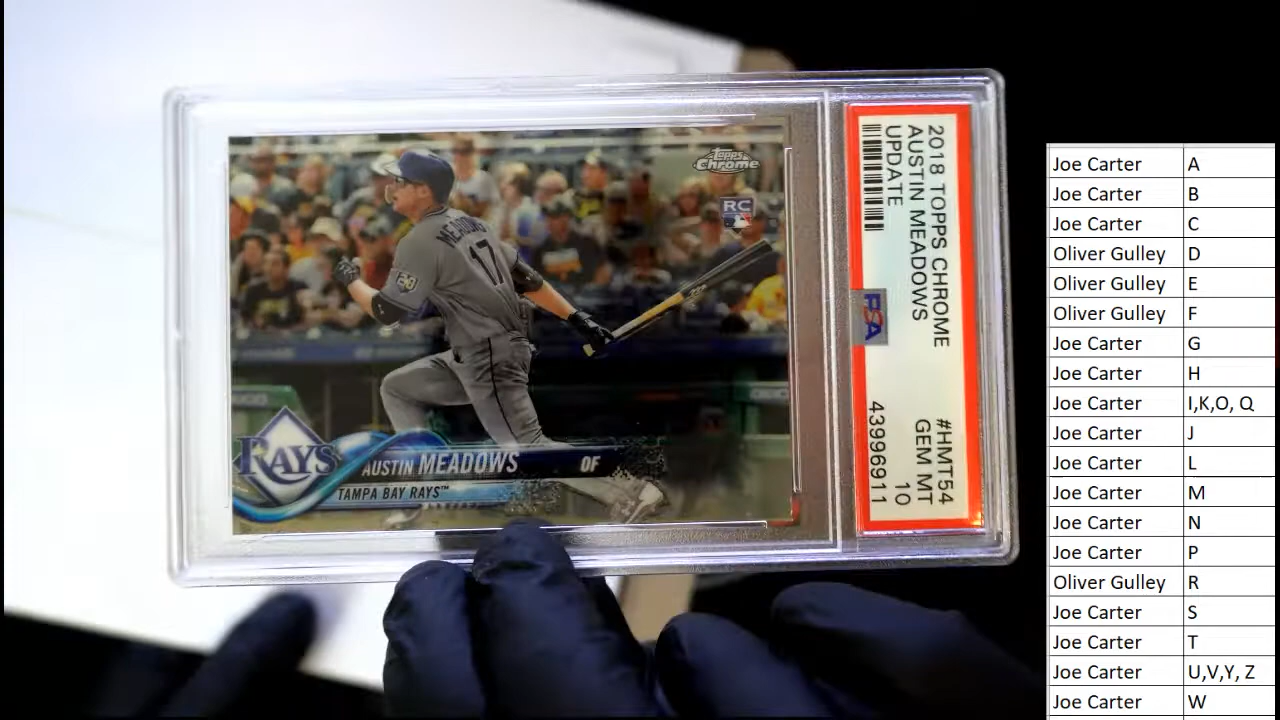 Topps
Chrome
RC
MEADOWS
17
RAYS
AUSTIN MEADOWS OF
TAMPA BAY RAYS™
2018 TOPPS CHROME #HMT54
AUSTIN MEADOWS GEM MT
UPDATE 10
PSA
43996911
Joe Carter A
Joe Carter B
Joe Carter C
Oliver Gulley D
Oliver Gulley E
Oliver Gulley F
Joe Carter G
Joe Carter H
Joe Carter I,K,O, Q
Joe Carter J
Joe Carter L
Joe Carter M
Joe Carter N
Joe Carter P
Oliver Gulley R
Joe Carter S
Joe Carter T
Joe Carter U,V,Y, Z
Joe Carter W